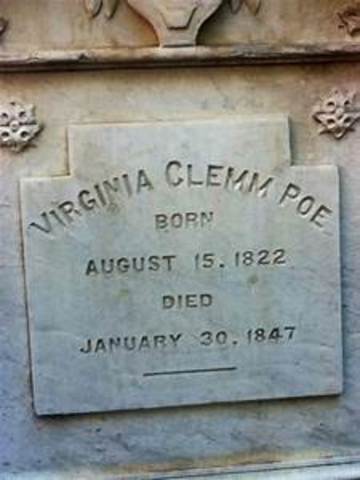 VIRGINIA CLEMM POE
BORN
AUGUST 15. 1822
DIED
JANUARY 30. 1847